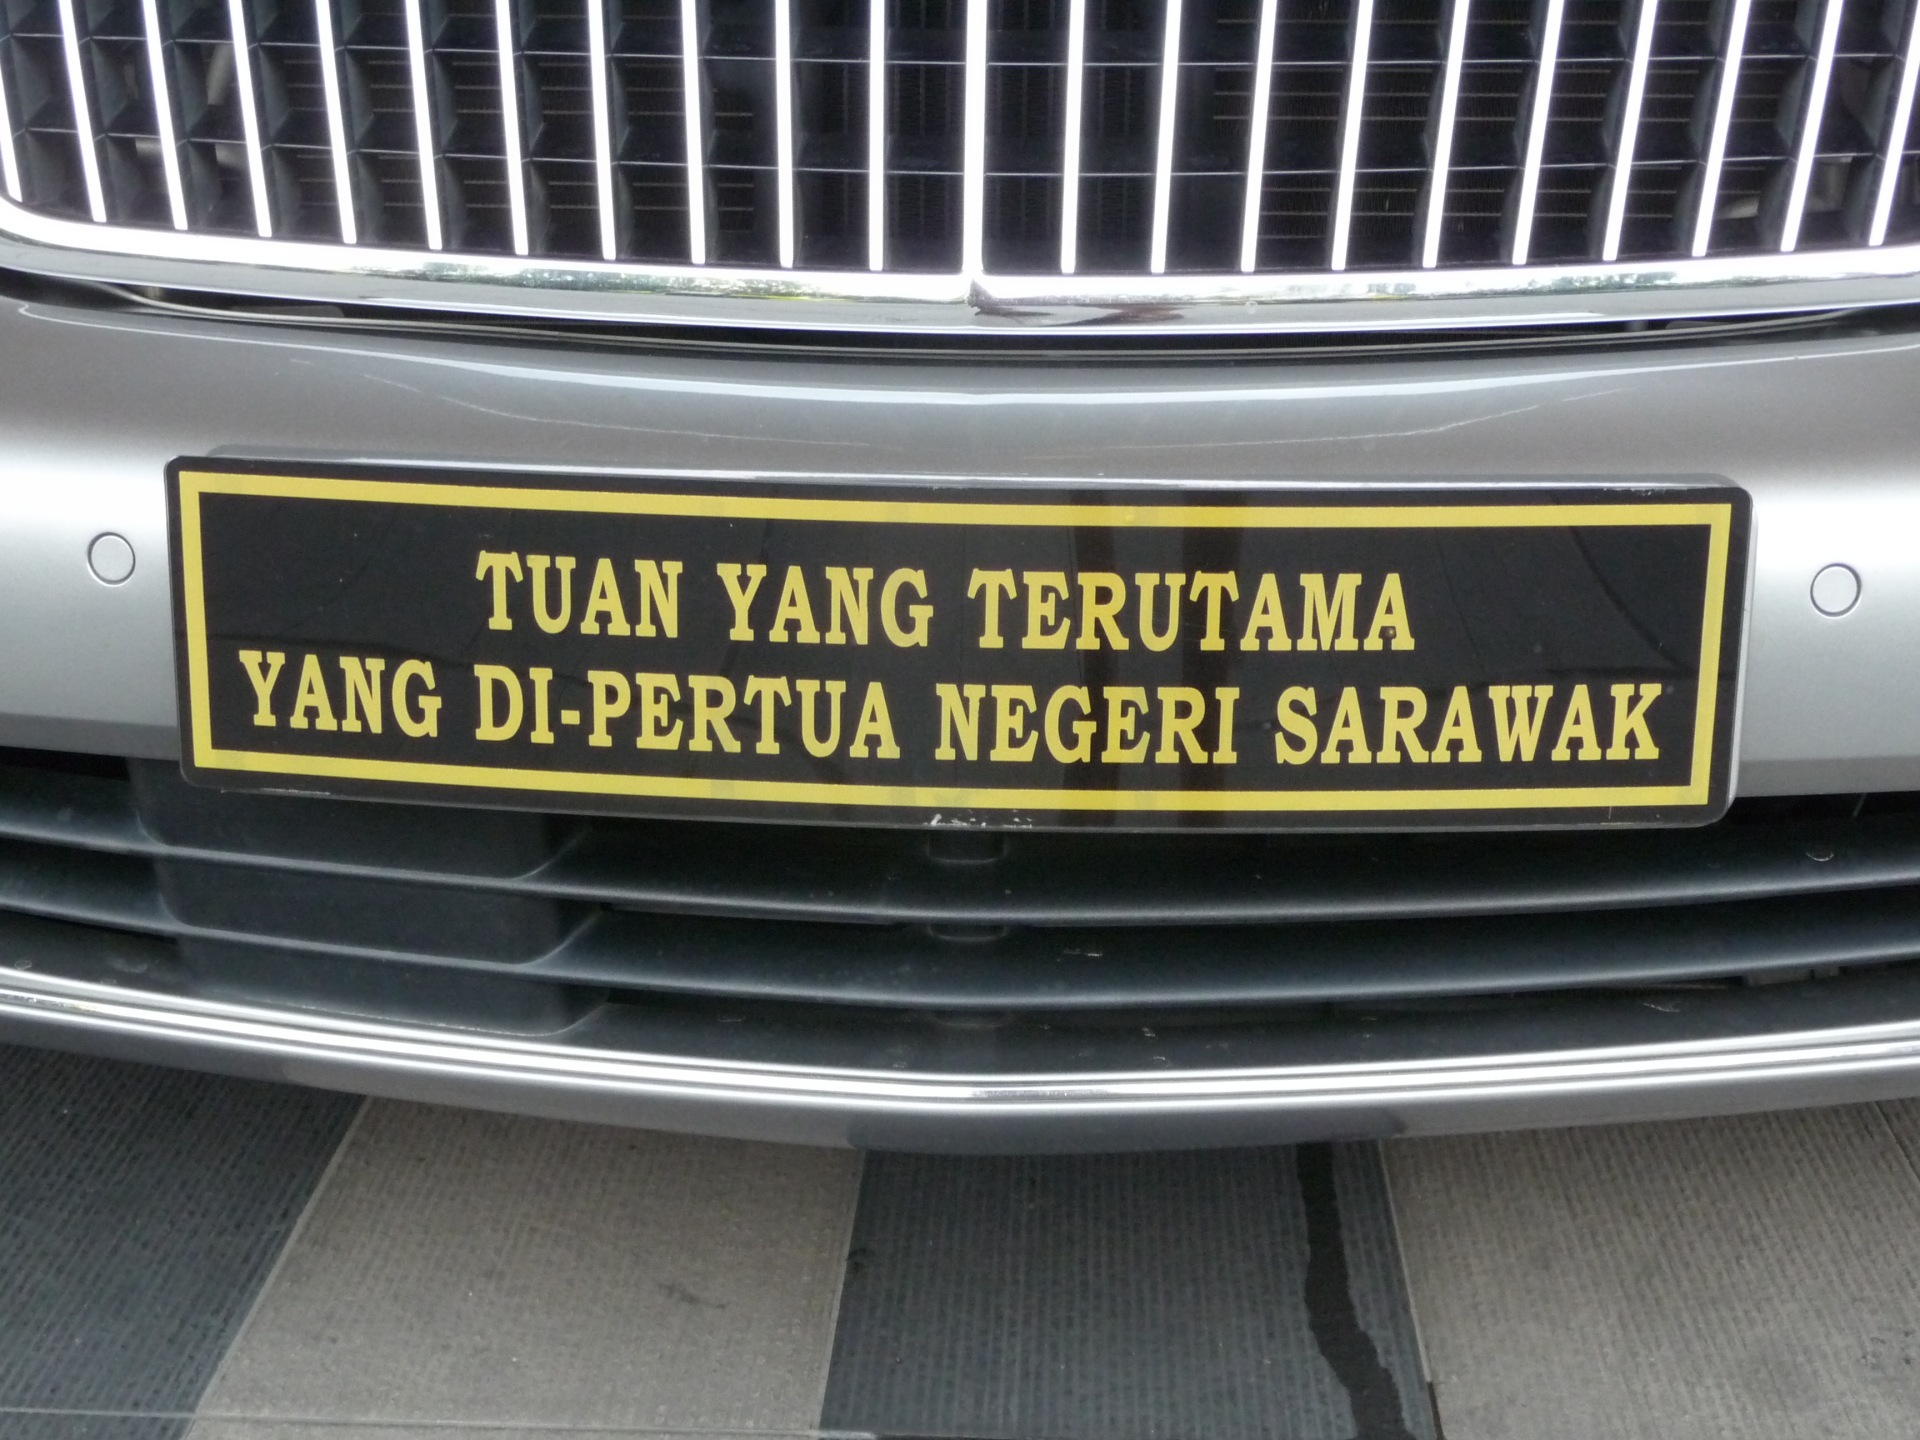 TUAN YANG TERUTAMA
YANG DI-PERTUA NEGERI SARAWAK